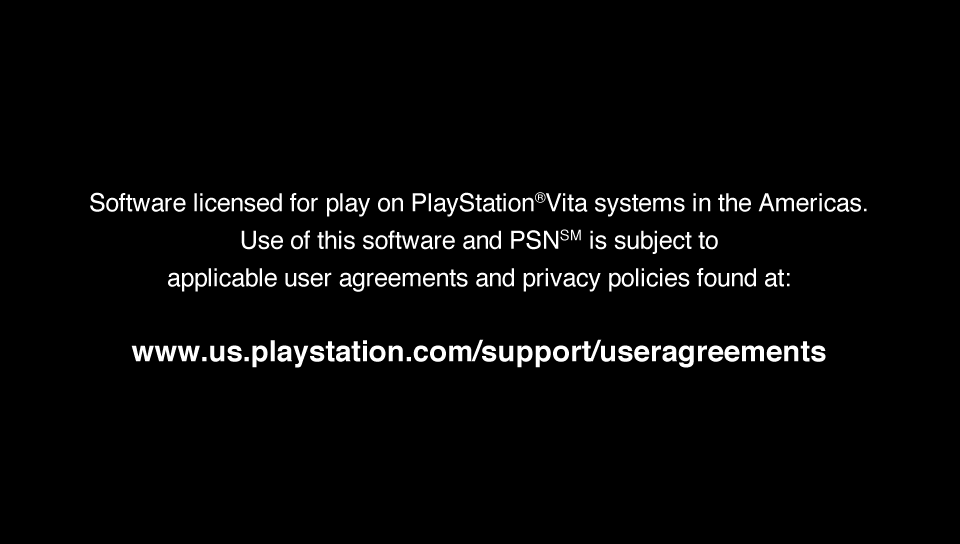 Software licensed for play on PlayStation®Vita systems in the Americas.
Use of this software and PSN℠ is subject to
applicable user agreements and privacy policies found at:
www.us.playstation.com/support/useragreements